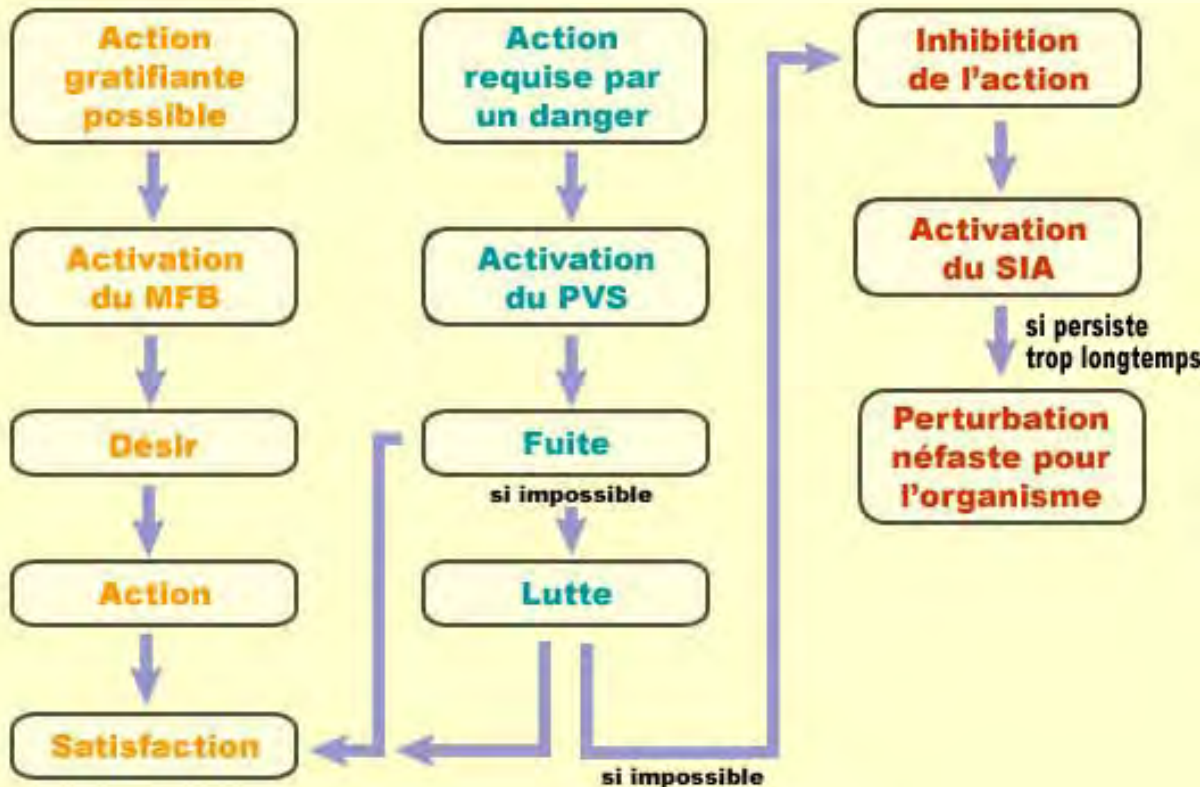 Action
gratifiante
possible
Activation
du MFB
Désir
Action
Satisfaction
Action
requise par
un danger
Activation
du PVS
Fuite
si impossible
Lutte
si impossible
Inhibition
de l'action
Activation
du SIA
si persiste
trop longtemps
Perturbation
néfaste pour
l'organisme